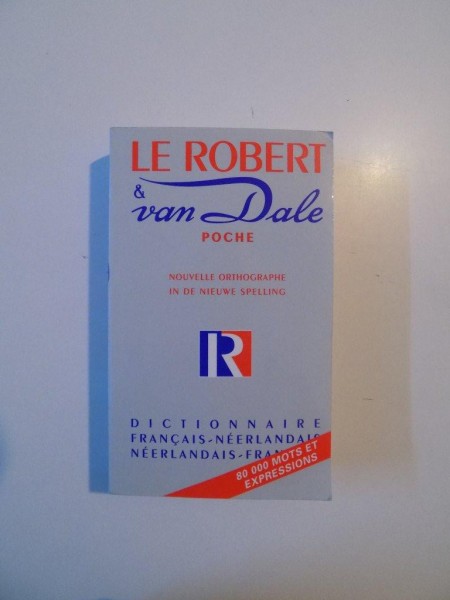 LE ROBERT
& van Dale
POCHE
NOUVELLE ORTHOGRAPHE
IN DE NIEUWE SPELLING
R
DICTIONNAIRE
FRANÇAIS-NÉERLANDAIS
NÉERLANDAIS-FRAN
80 000 MOTS ET
EXPRESSIONS